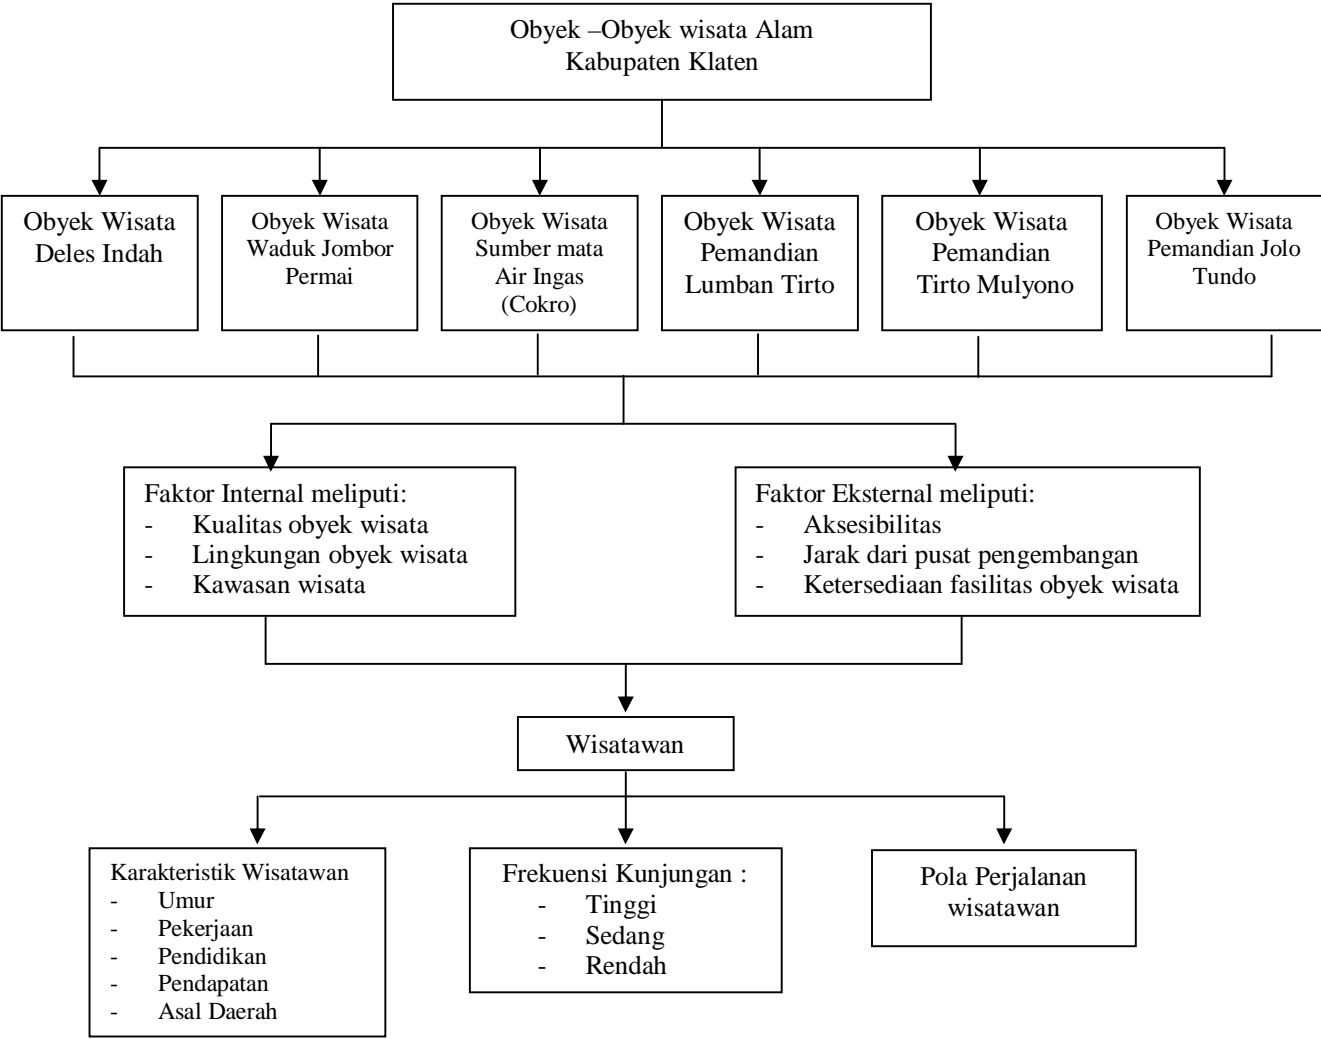 Obyek –Obyek wisata Alam
Kabupaten Klaten
Obyek Wisata
Deles Indah
Obyek Wisata
Waduk Jombor
Permai
Obyek Wisata
Sumber mata
Air Ingas
(Cokro)
Obyek Wisata
Pemandian
Lumban Tirto
Obyek Wisata
Pemandian
Tirto Mulyono
Obyek Wisata
Pemandian Jolo
Tundo
Faktor Internal meliputi:
- Kualitas obyek wisata
- Lingkungan obyek wisata
- Kawasan wisata
Faktor Eksternal meliputi:
- Aksesibilitas
- Jarak dari pusat pengembangan
- Ketersediaan fasilitas obyek wisata
Wisatawan
Karakteristik Wisatawan
- Umur
- Pekerjaan
- Pendidikan
- Pendapatan
- Asal Daerah
Frekuensi Kunjungan :
- Tinggi
- Sedang
- Rendah
Pola Perjalanan
wisatawan